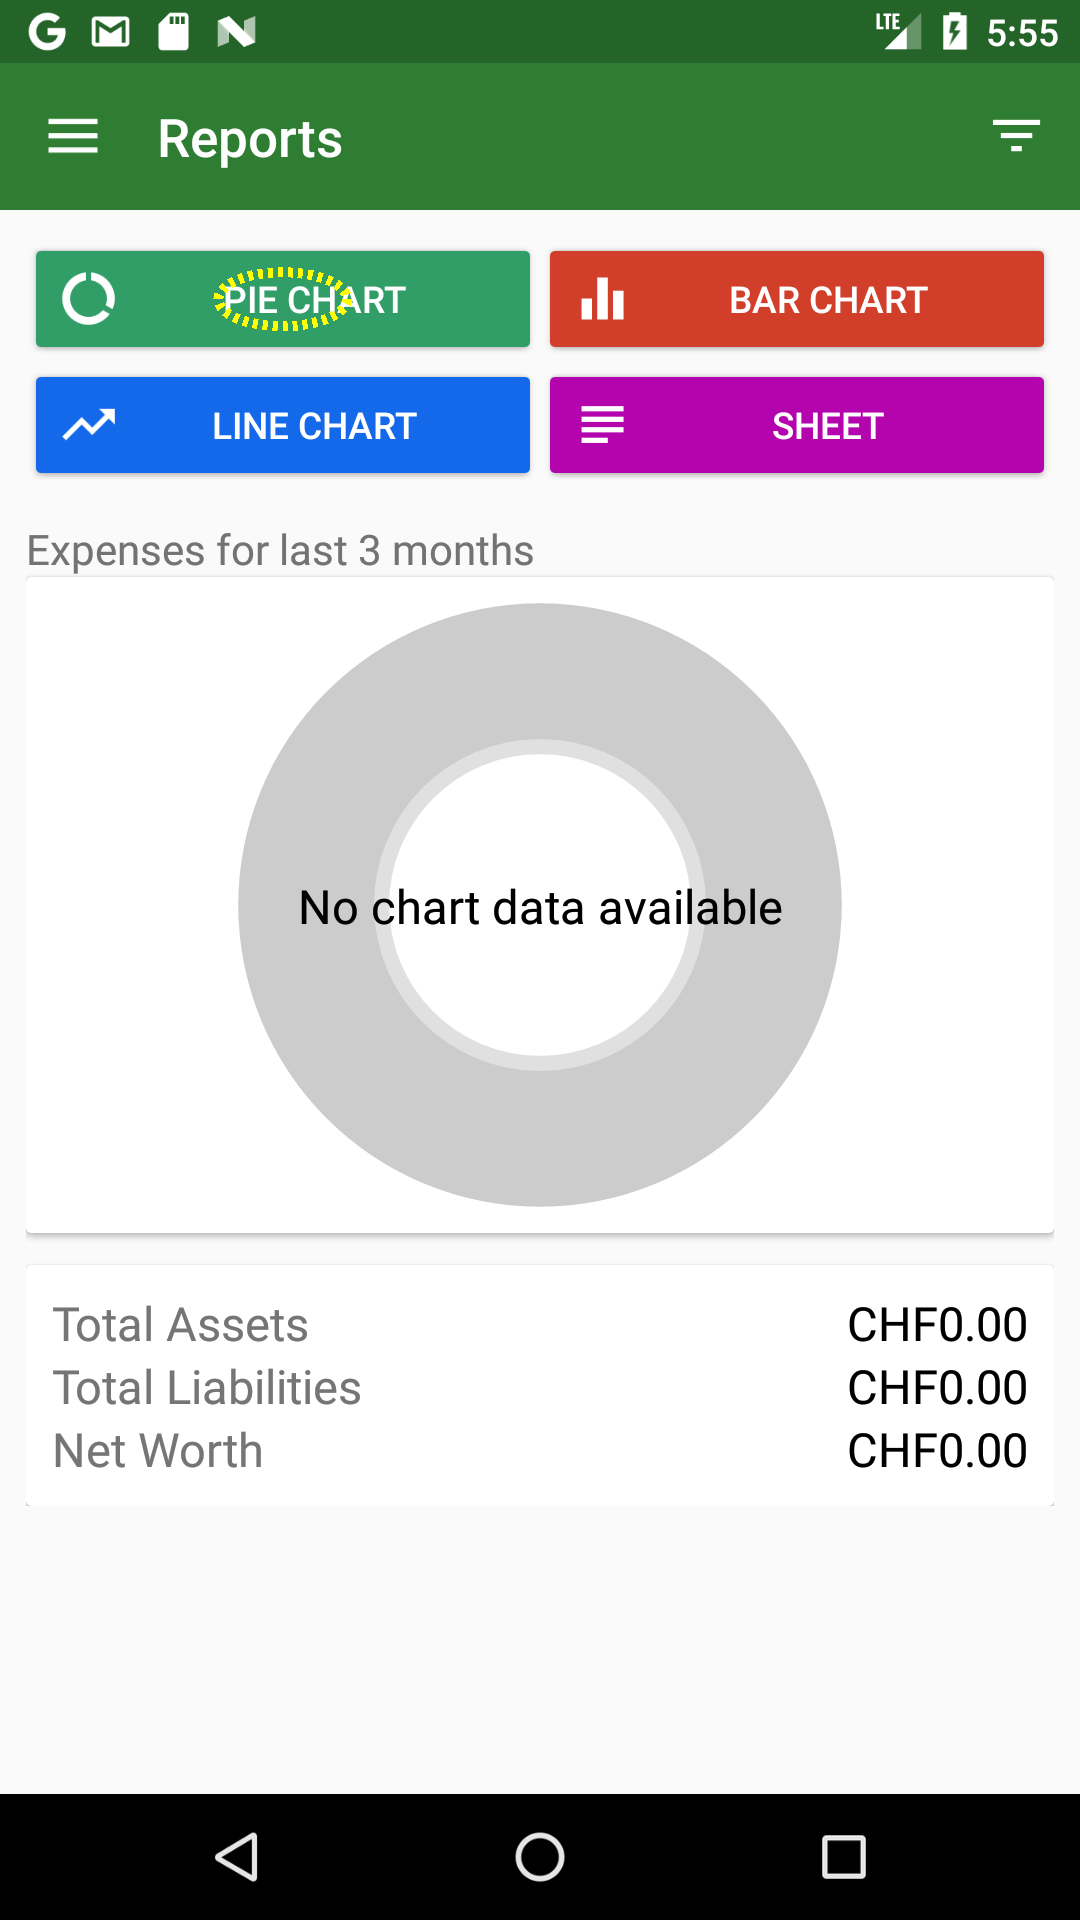 LTE 5:55
Reports
PIE CHART BAR CHART
LINE CHART SHEET
Expenses for last 3 months
No chart data available
Total Assets CHF0.00
Total Liabilities CHF0.00
Net Worth CHF0.00